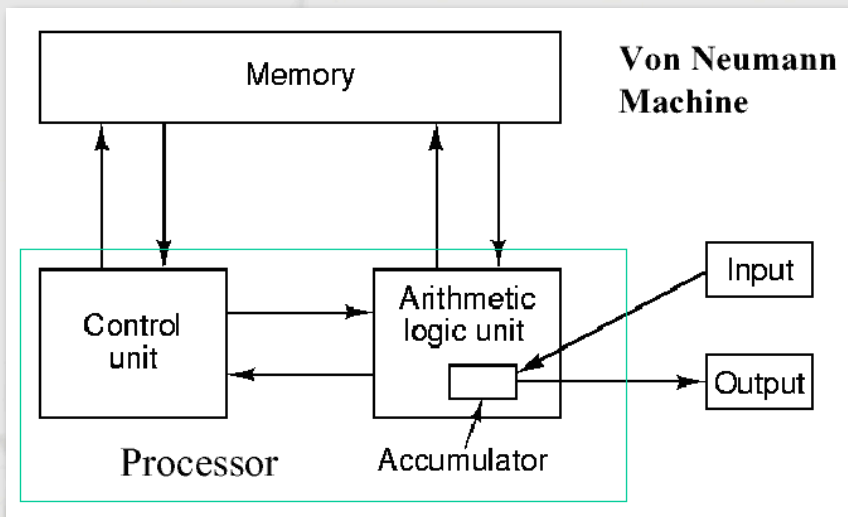 Memory
Von Neumann
Machine
Control
unit
Arithmetic
logic unit
Input
Output
Processor
Accumulator